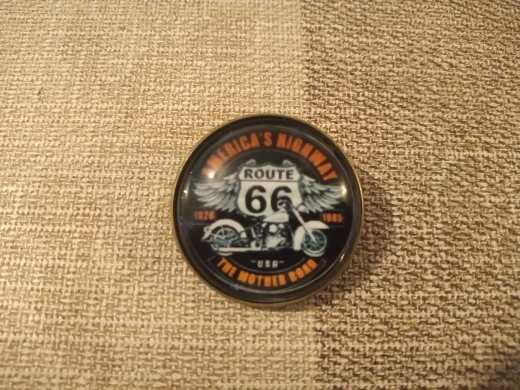 AMERICA'S HIGHWAY
ROUTE
66
1926 1985
USA
THE MOTHER ROAD